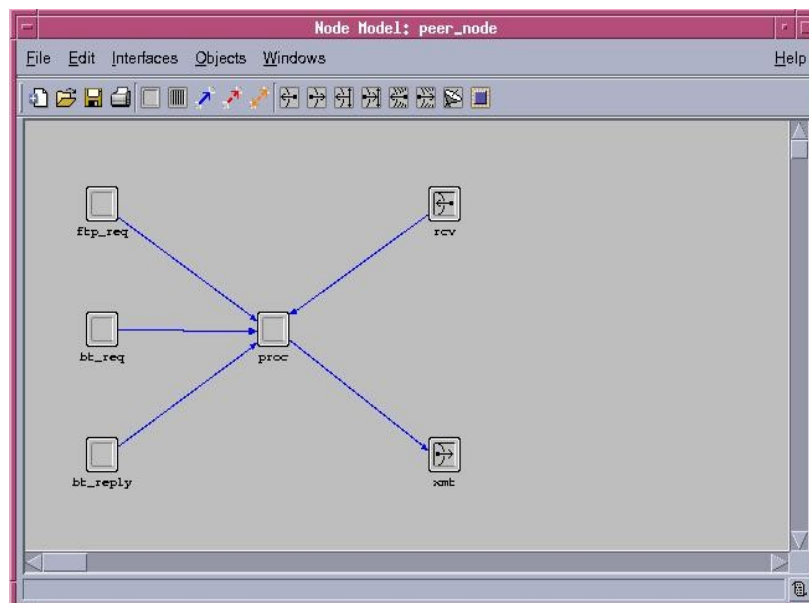 Node Model: peer_node
File Edit Interfaces Objects Windows Help
ftp_req
rcv
bt_req
proc
bt_reply
xmt